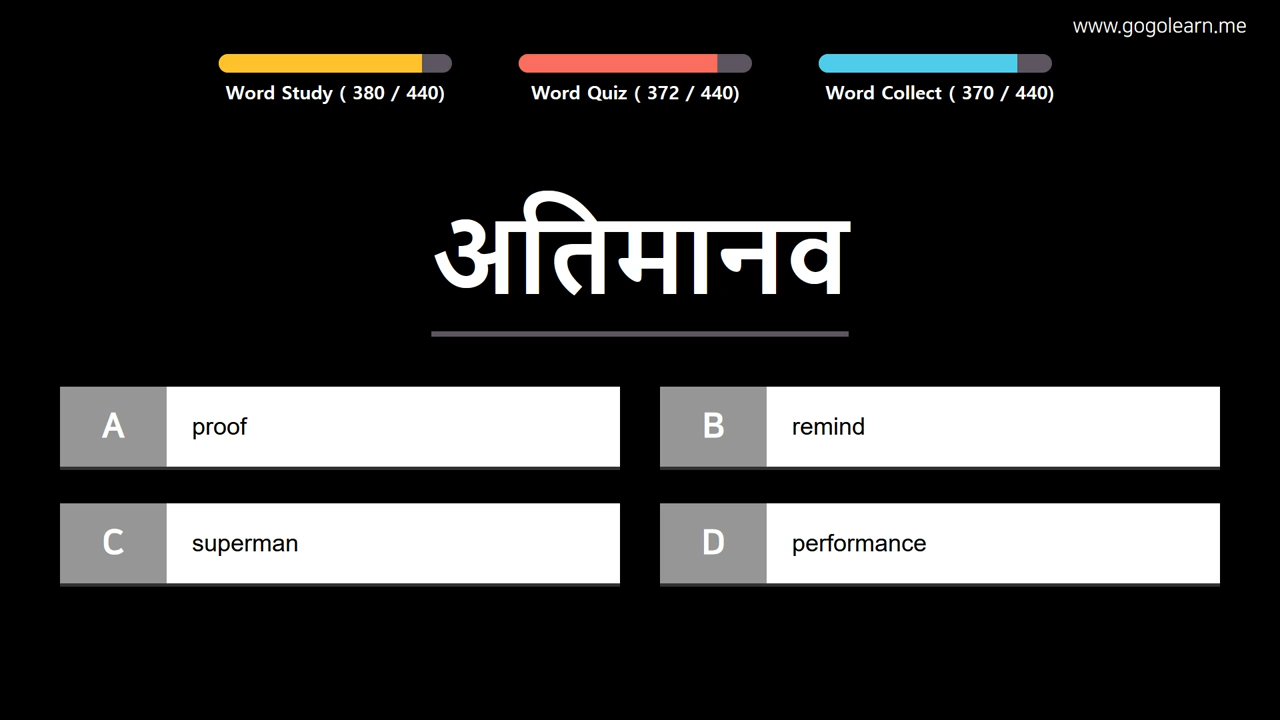 www.gogolearn.me
Word Study ( 380 / 440)
Word Quiz ( 372 / 440)
Word Collect ( 370 / 440)
अतिमानव
A proof
B remind
C superman
D performance